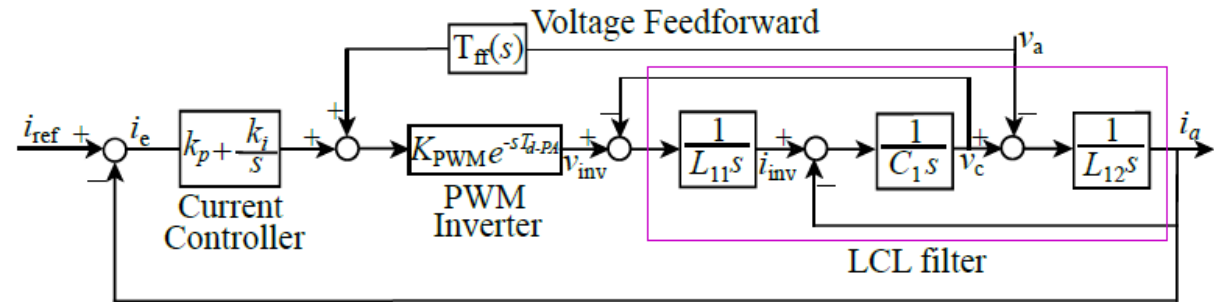 Voltage Feedforward
T_ff(s)
v_a
i_ref
+
−
i_e
k_p + k_i/s
+
+
K_PWM e^{-sT_{d-PA}}
v_inv
+
−
1/(L_11 s)
i_inv
+
−
1/(C_1 s)
v_c
+
−
1/(L_12 s)
i_a
Current
Controller
PWM
Inverter
LCL filter